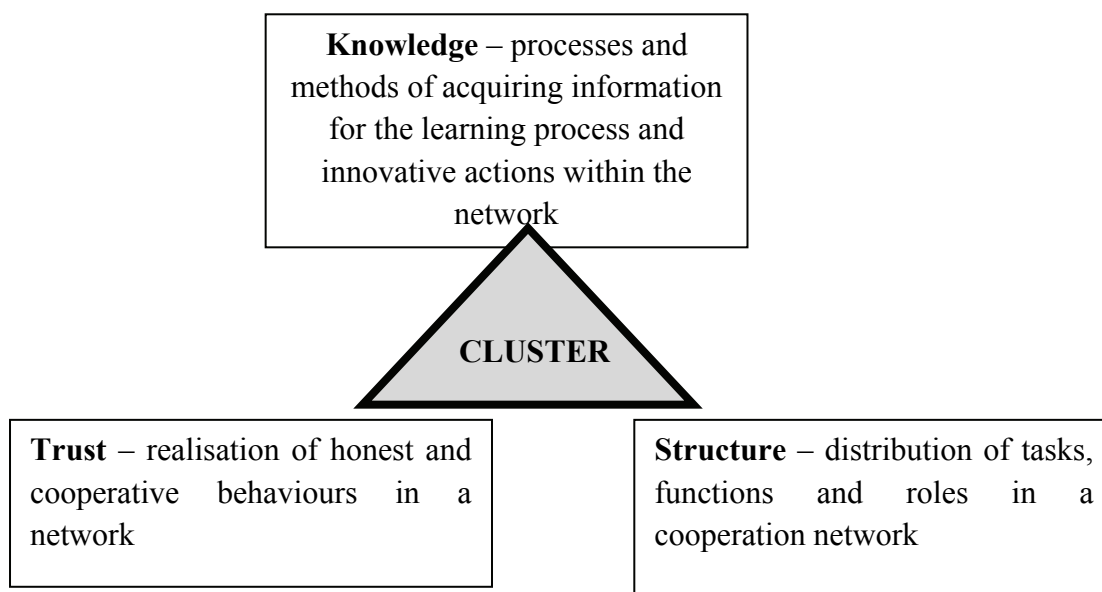 Knowledge – processes and
methods of acquiring information
for the learning process and
innovative actions within the
network
CLUSTER
Trust – realisation of honest and
cooperative behaviours in a
network
Structure – distribution of tasks,
functions and roles in a
cooperation network